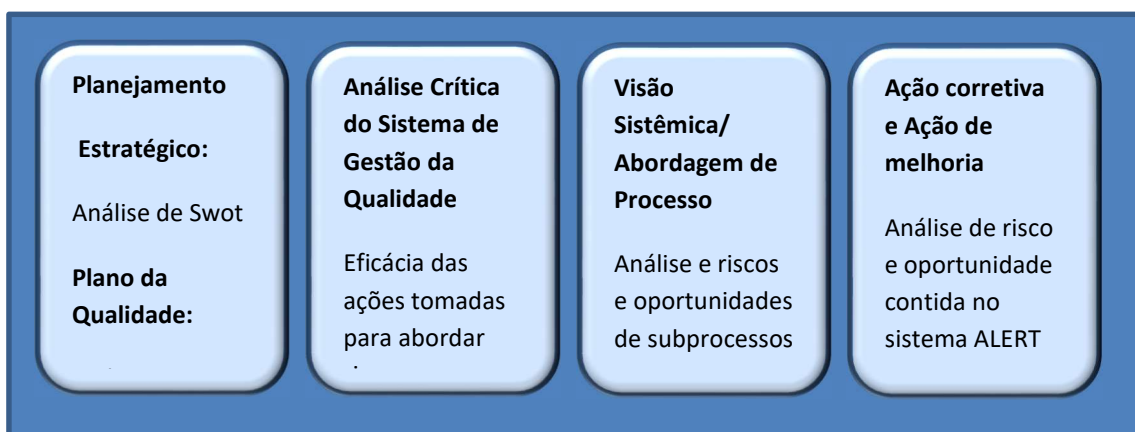 Planejamento
Estratégico:
Análise de Swot
Plano da
Qualidade:
Análise Crítica
do Sistema de
Gestão da
Qualidade
Eficácia das
ações tomadas
para abordar
Visão
Sistêmica/
Abordagem de
Processo
Análise e riscos
e oportunidades
de subprocessos
Ação corretiva
e Ação de
melhoria
Análise de risco
e oportunidade
contida no
sistema ALERT